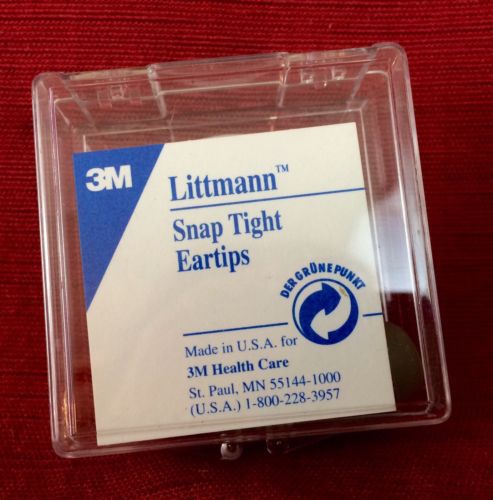 3M
Littmann™
Snap Tight
Eartips
DER GRÜNE PUNKT
Made in U.S.A. for
3M Health Care
St. Paul, MN 55144-1000
(U.S.A.) 1-800-228-3957